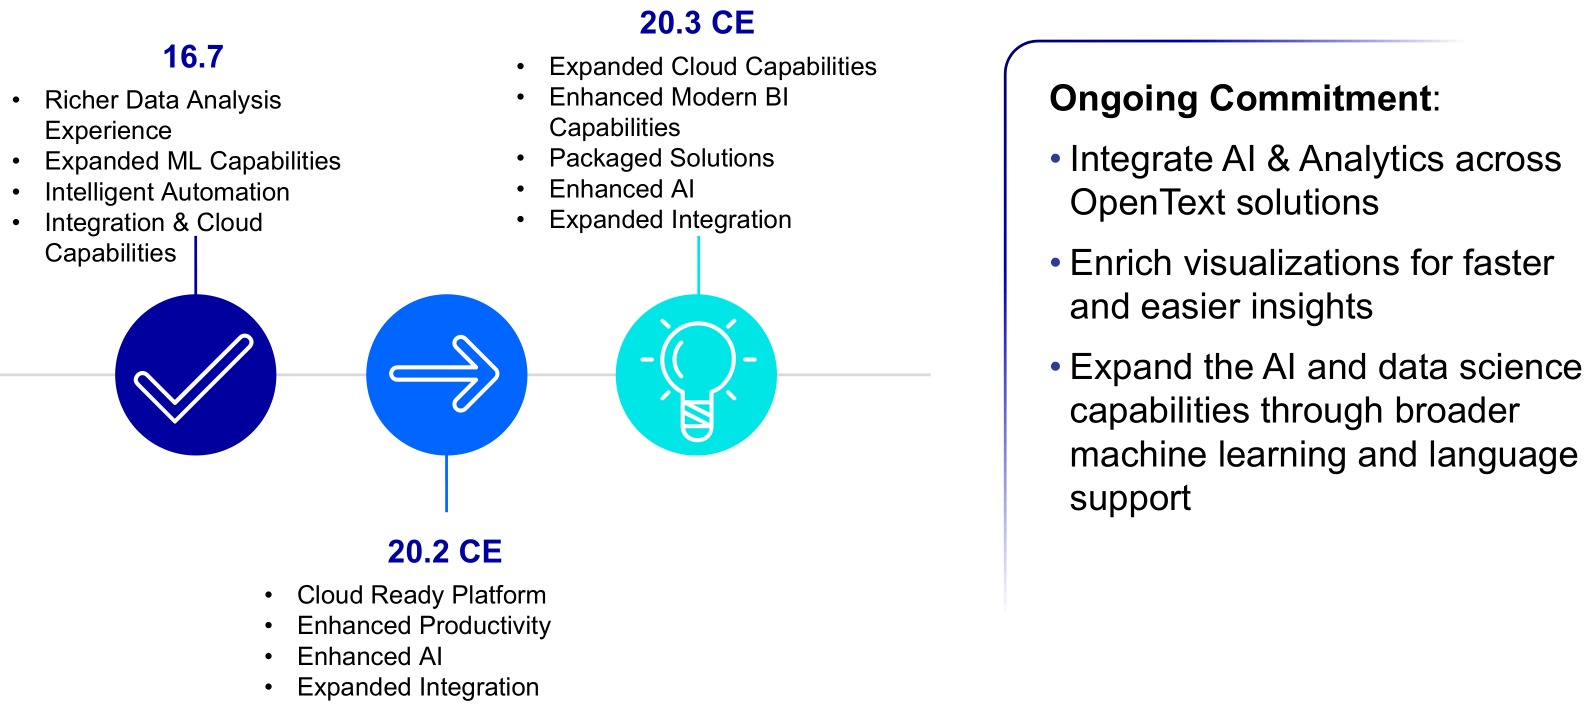 16.7
• Richer Data Analysis
Experience
• Expanded ML Capabilities
• Intelligent Automation
• Integration & Cloud
Capabilities
20.3 CE
• Expanded Cloud Capabilities
• Enhanced Modern BI
Capabilities
• Packaged Solutions
• Enhanced AI
• Expanded Integration
20.2 CE
• Cloud Ready Platform
• Enhanced Productivity
• Enhanced AI
• Expanded Integration
Ongoing Commitment:
• Integrate AI & Analytics across
OpenText solutions
• Enrich visualizations for faster
and easier insights
• Expand the AI and data science
capabilities through broader
machine learning and language
support